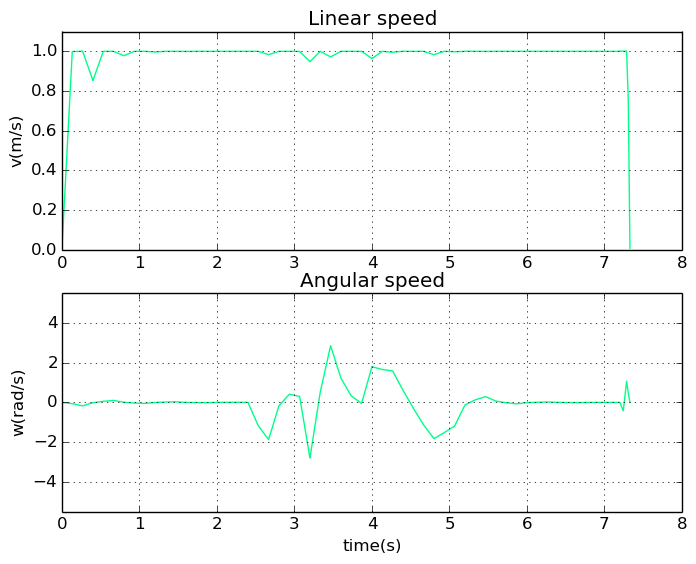 Linear speed
1.0
0.8
0.6
0.4
0.2
0.0
v(m/s)
0 1 2 3 4 5 6 7 8
Angular speed
4
2
0
−2
−4
w(rad/s)
0 1 2 3 4 5 6 7 8
time(s)